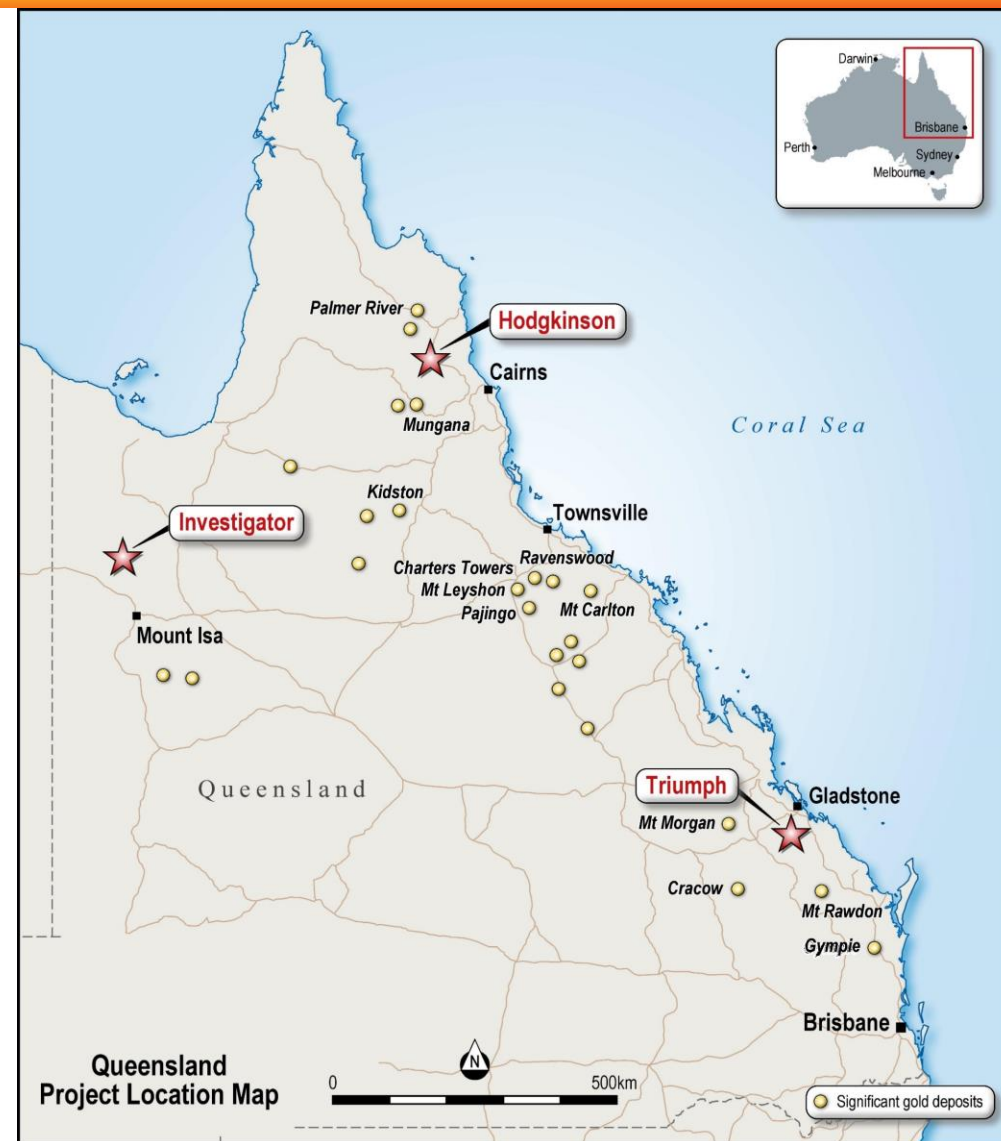 Darwin
Brisbane
Perth
Sydney
Melbourne
Palmer River
Hodgkinson
Cairns
Mungana
Coral Sea
Kidston
Investigator
Townsville
Ravenswood
Charters Towers
Mt Leyshon
Pajingo
Mt Carlton
Mount Isa
Queensland
Triumph
Gladstone
Mt Morgan
Cracow
Mt Rawdon
Gympie
Brisbane
Queensland
Project Location Map
N
0
500km
Significant gold deposits